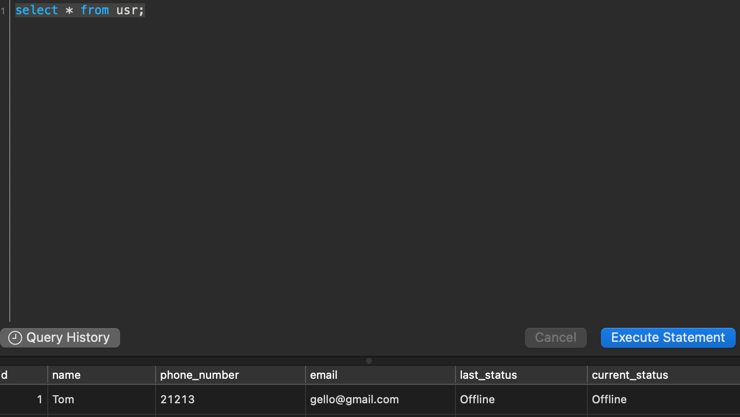 1 select * from usr;
Query History
Cancel
Execute Statement
d name phone_number email last_status current_status
1 Tom 21213 gello@gmail.com Offline Offline